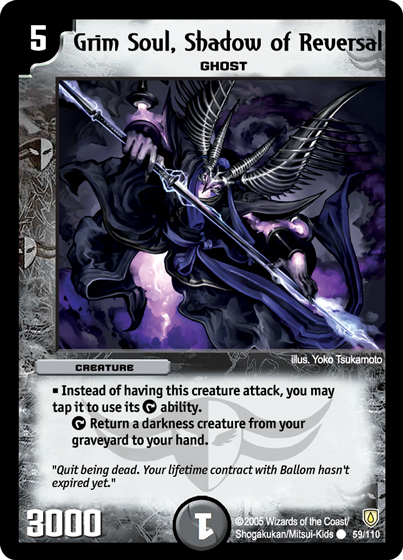 5 Grim Soul, Shadow of Reversal
GHOST
illus. Yoko Tsukamoto
CREATURE
▪ Instead of having this creature attack, you may
tap it to use its ability.
Return a darkness creature from your
graveyard to your hand.
"Quit being dead. Your lifetime contract with Ballom hasn't
expired yet."
3000
1
©2005 Wizards of the Coast/
Shogakukan/Mitsui-Kids ● 59/110